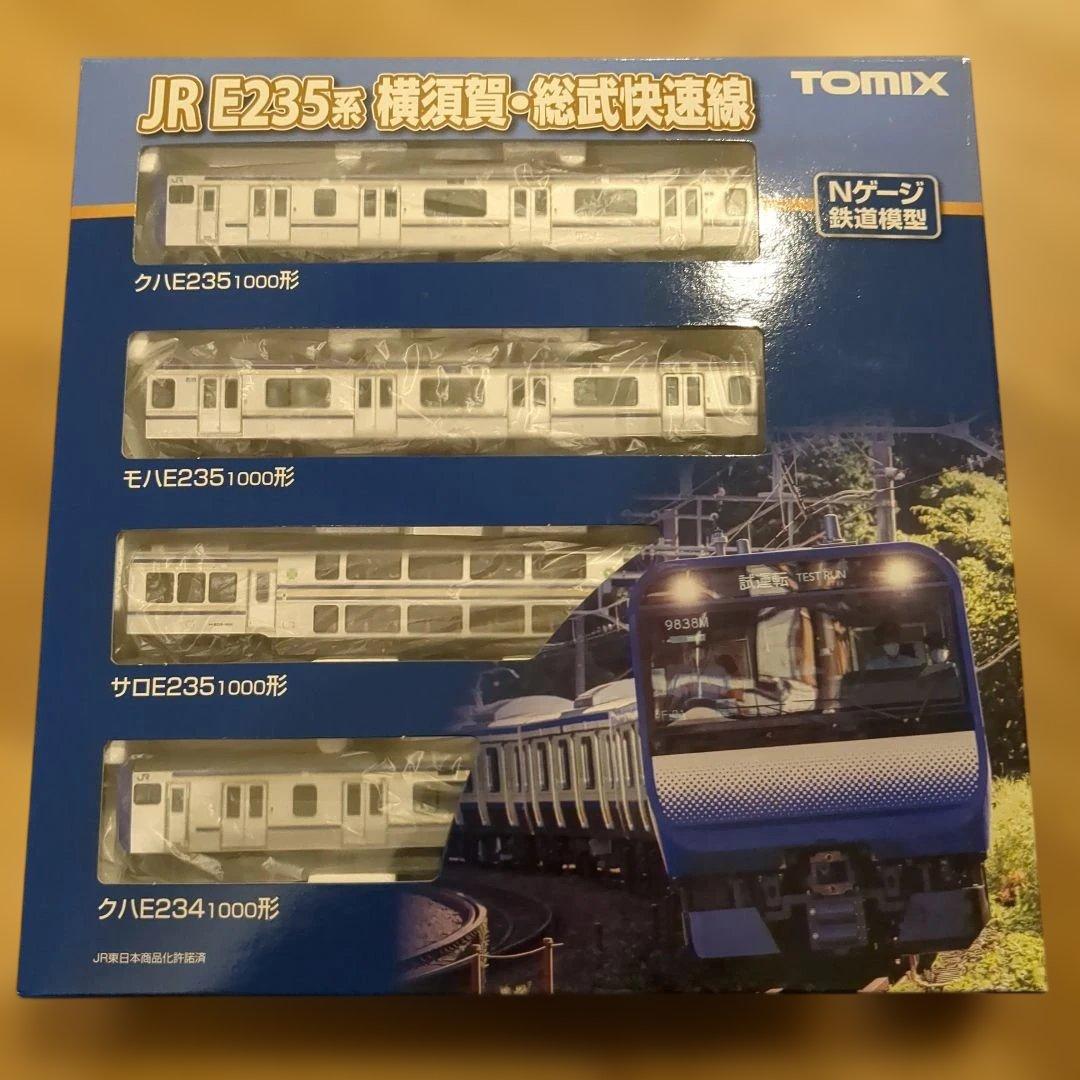 JR E235系 横須賀・総武快速線
TOMIX
Nゲージ
鉄道模型
JR
クハE2351000形
モハE2351000形
サロE2351000形
試運転 TEST RUN
9838M
JR
クハE2341000形
JR東日本商品化許諾済